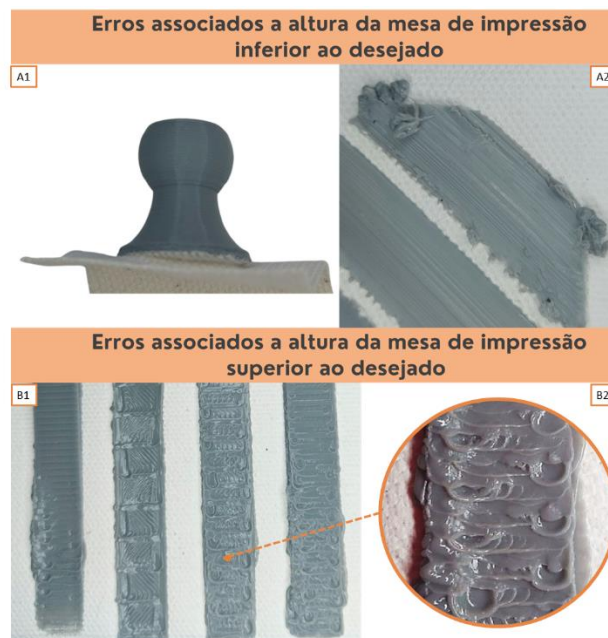 Erros associados a altura da mesa de impressão
inferior ao desejado
A1
A2
Erros associados a altura da mesa de impressão
superior ao desejado
B1
B2